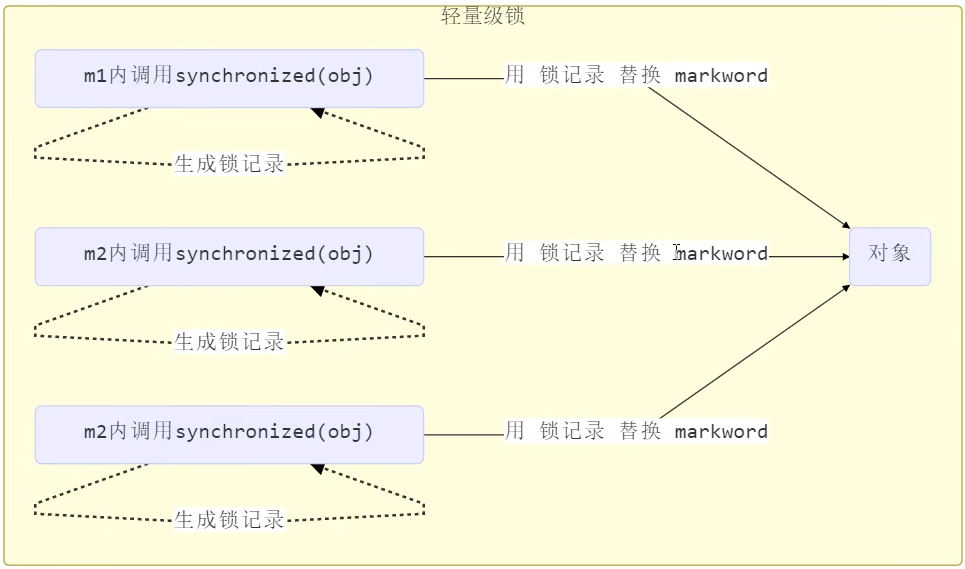 轻量级锁
m1内调用synchronized(obj)
用 锁记录 替换 markword
生成锁记录
m2内调用synchronized(obj)
用 锁记录 替换 markword
对象
生成锁记录
m2内调用synchronized(obj)
用 锁记录 替换 markword
生成锁记录